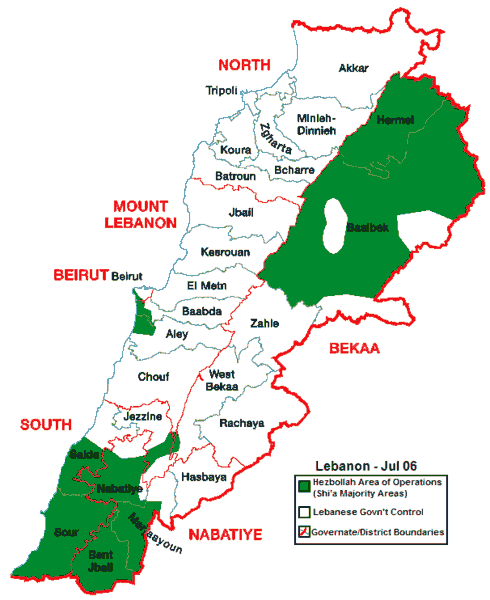 NORTH
Akkar
Tripoli
Minieh-
Dinnieh
Zgharta
Hermel
Koura
Bcharre
Batroun
MOUNT
LEBANON
Jbail
Baalbek
Kesrouan
BEIRUT
Beirut
El Metn
Baabda
Zahle
Aley
BEKAA
Chouf
West
Bekaa
Jezzine
SOUTH
Rachaya
Saida
Hasbaya
Nabatiye
Lebanon - Jul 06
Hezbollah Area of Operations
(Shi'a Majority Areas)
Lebanese Govn't Control
Governate/District Boundaries
Sour
Marjaayoun
NABATIYE
Bent
Jbail